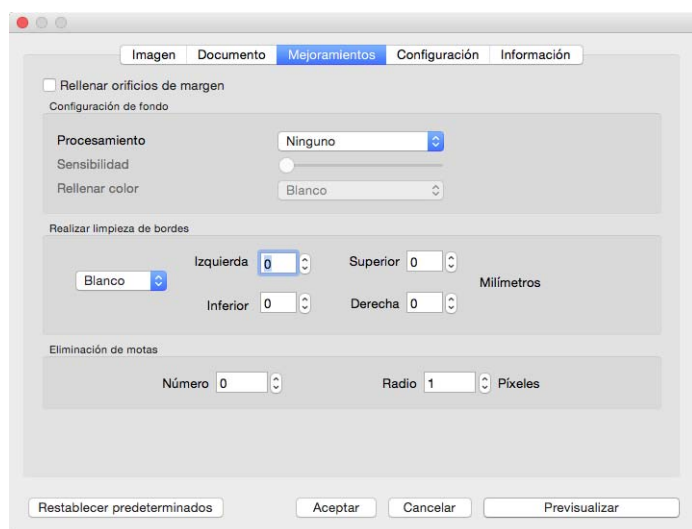 Imagen Documento Mejoramientos Configuración Información
Rellenar orificios de margen
Configuración de fondo
Procesamiento Ninguno
Sensibilidad
Rellenar color Blanco
Realizar limpieza de bordes
Izquierda 0 Superior 0
Blanco Milímetros
Inferior 0 Derecha 0
Eliminación de motas
Número 0 Radio 1 Píxeles
Restablecer predeterminados Aceptar Cancelar Previsualizar